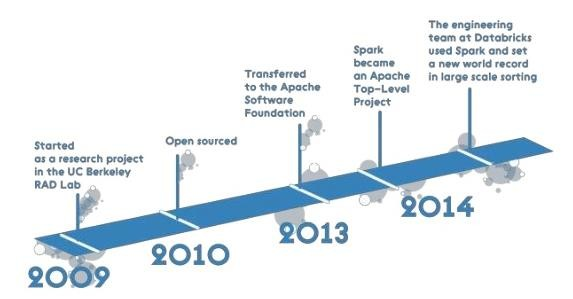 The engineering
team at Databricks
used Spark and set
a new world record
in large scale sorting
Spark
became
an Apache
Top-Level
Project
Transferred
to the Apache
Software
Foundation
Open sourced
Started
as a research project
in the UC Berkeley
RAD Lab
2009
2010
2013
2014